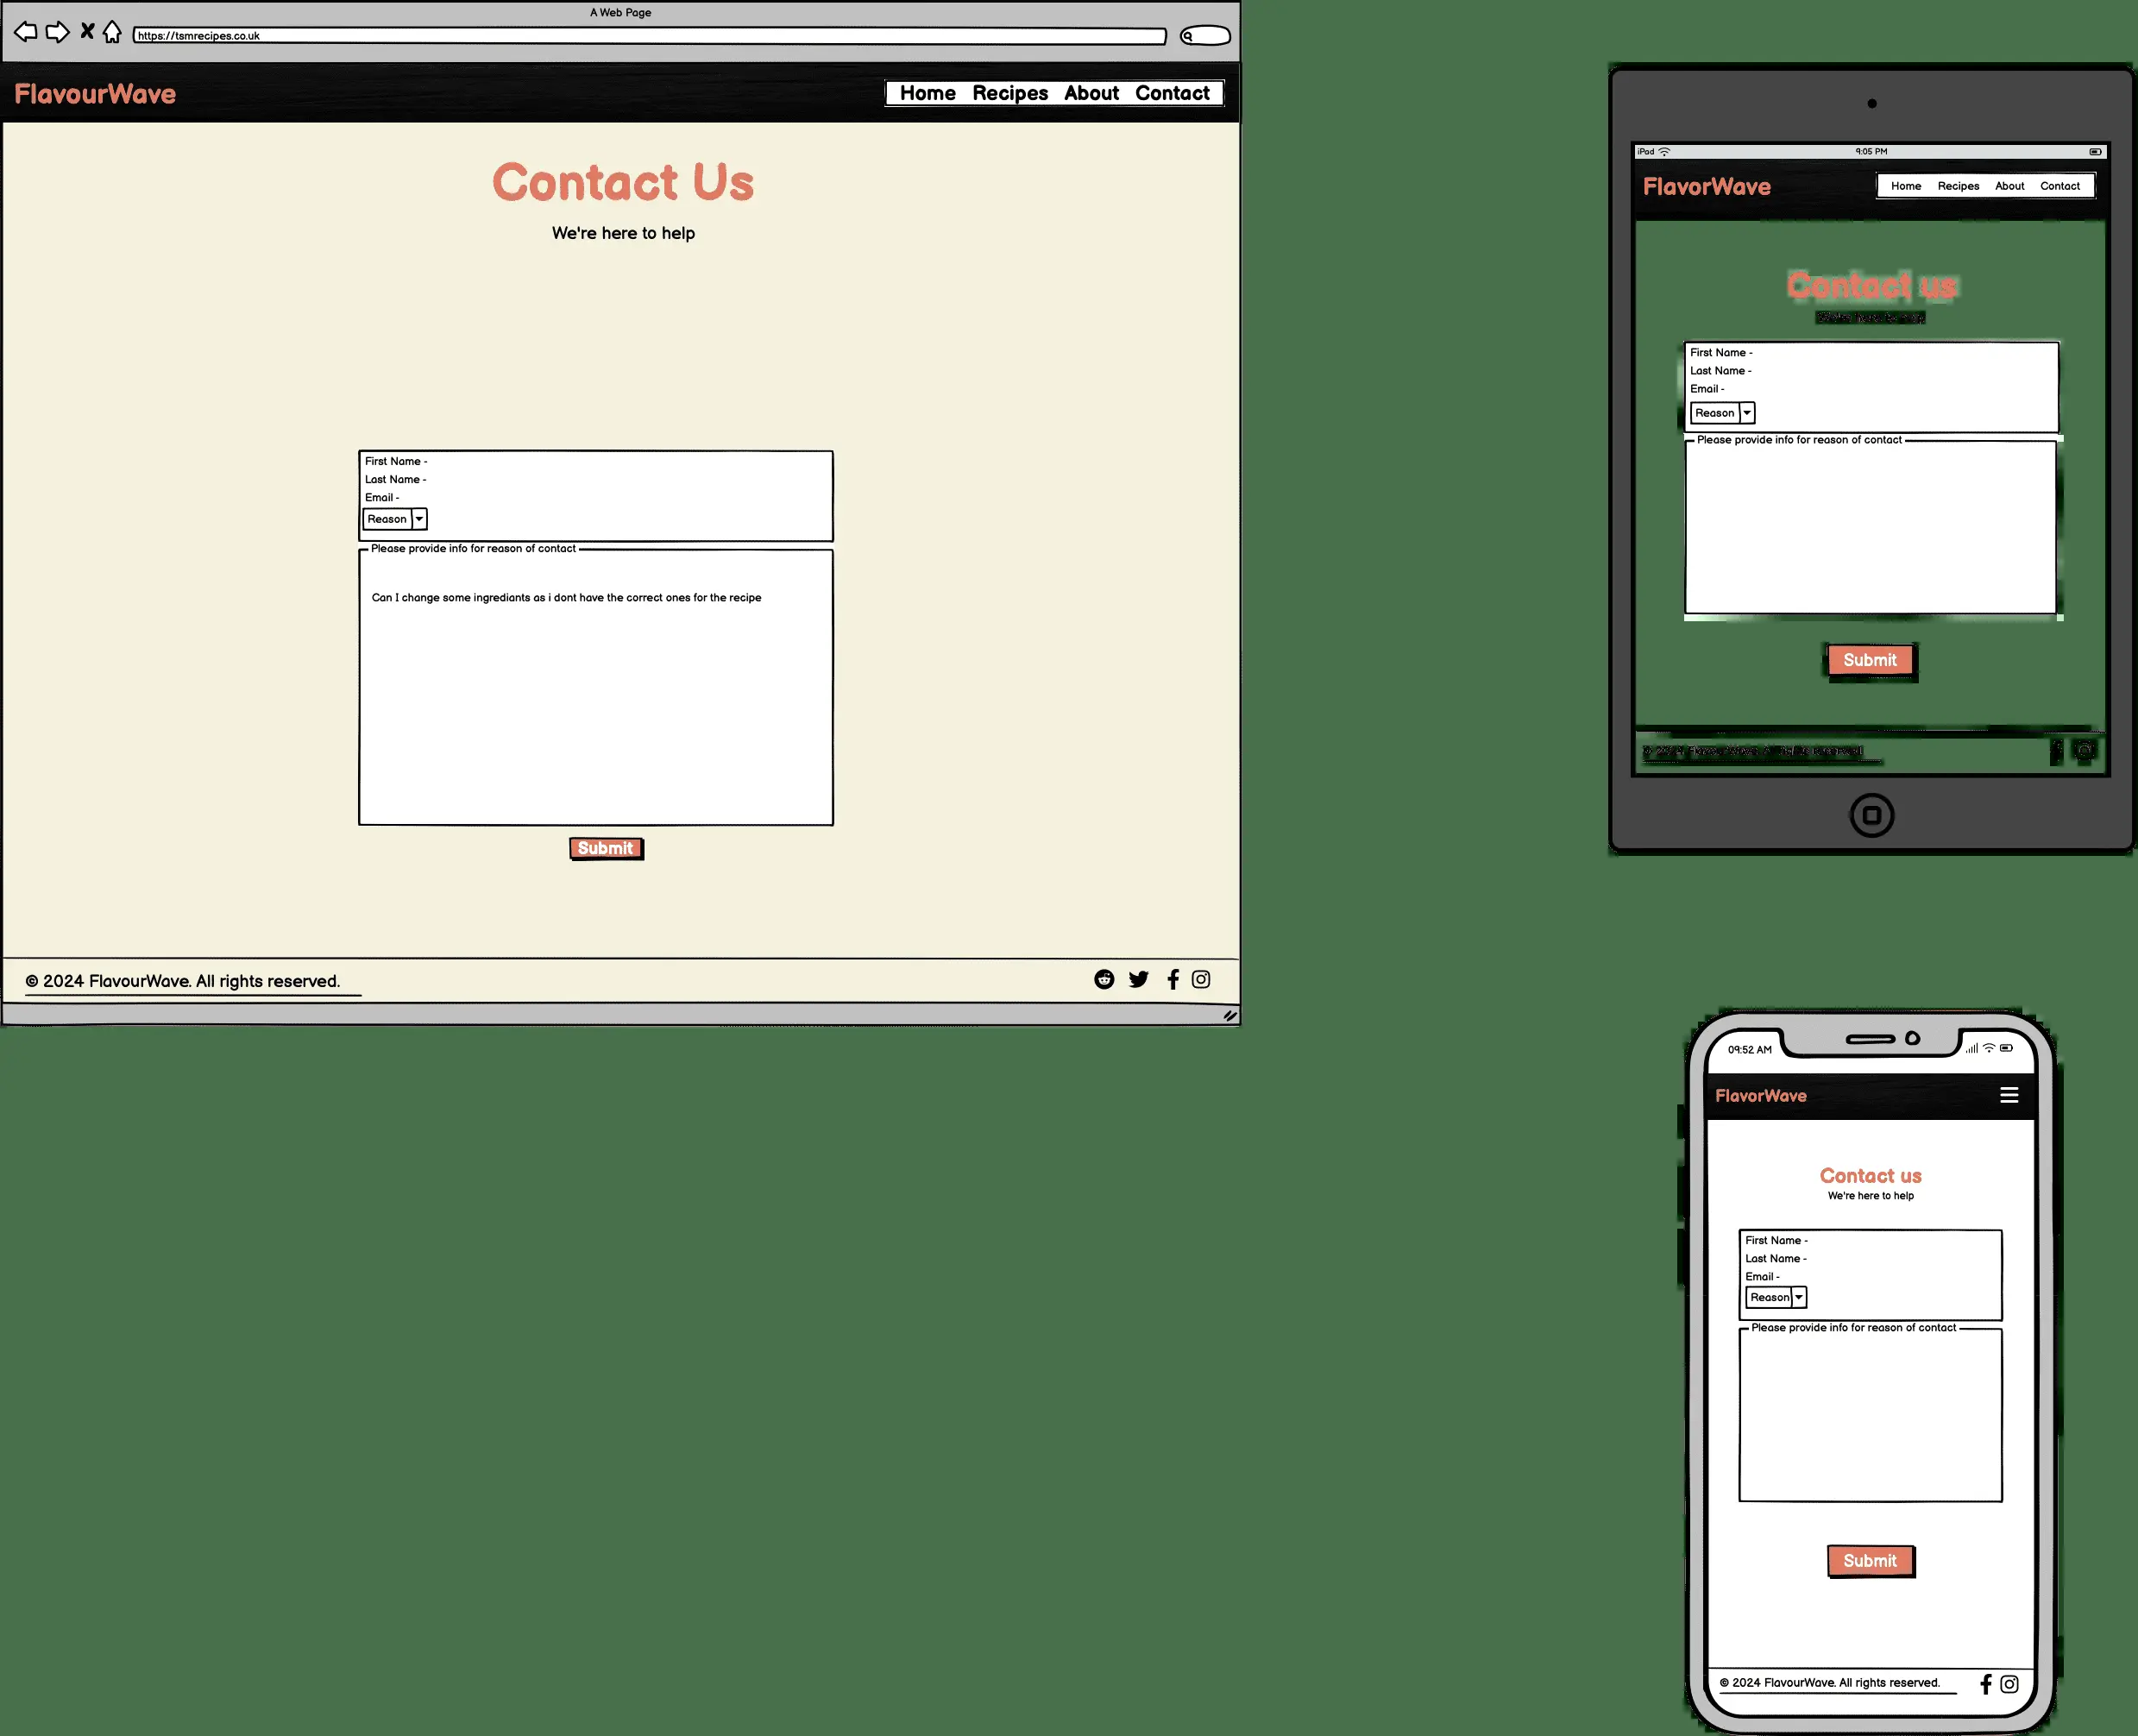 A Web Page
https://tsmrecipes.co.uk
FlavourWave
Home Recipes About Contact
Contact Us
We're here to help
First Name -
Last Name -
Email -
Reason
Please provide info for reason of contact
Can I change some ingrediants as i dont have the correct ones for the recipe
Submit
© 2024 FlavourWave. All rights reserved.
iPad 9:05 PM
FlavorWave
Home Recipes About Contact
Contact us
First Name -
Last Name -
Email -
Reason
Please provide info for reason of contact
Submit
09:52 AM
FlavorWave
Contact us
We're here to help
First Name -
Last Name -
Email -
Reason
Please provide info for reason of contact
Submit
© 2024 FlavourWave. All rights reserved.